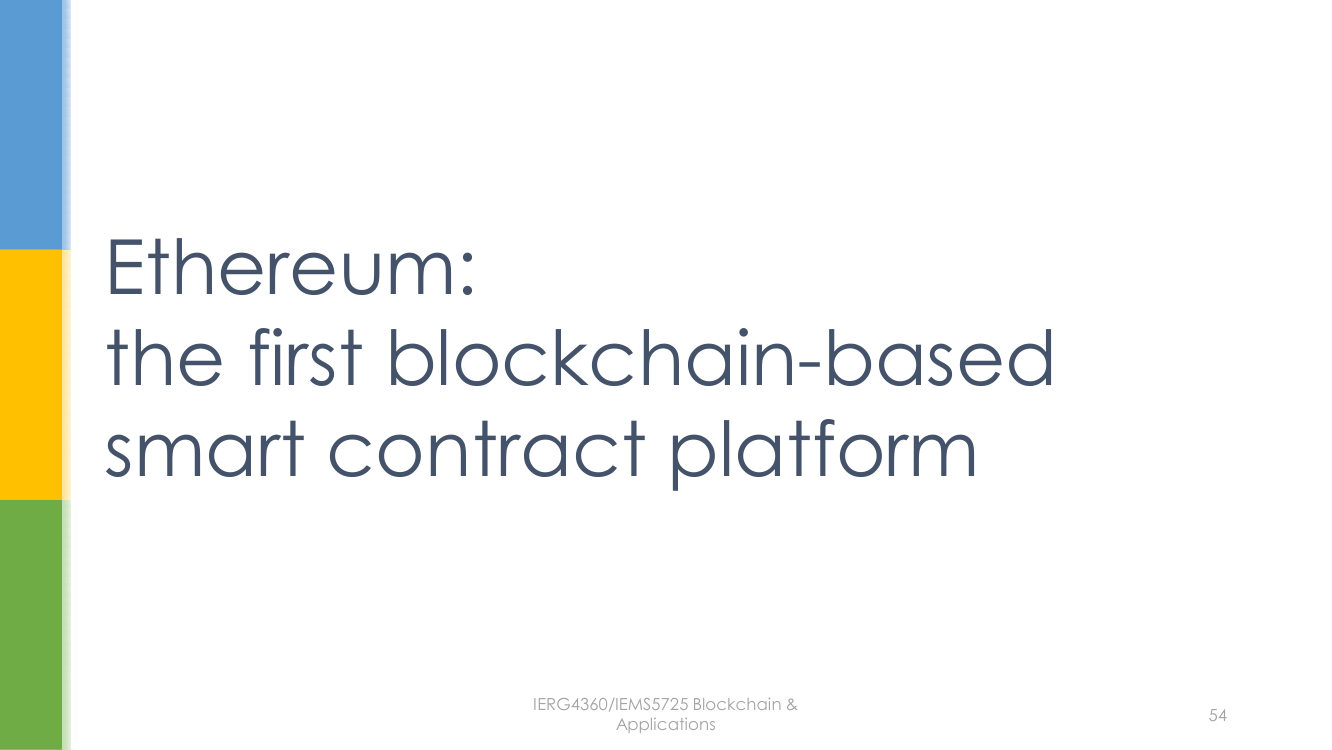 Ethereum:
the first blockchain-based
smart contract platform
IERG4360/IEMS5725 Blockchain &
Applications
54